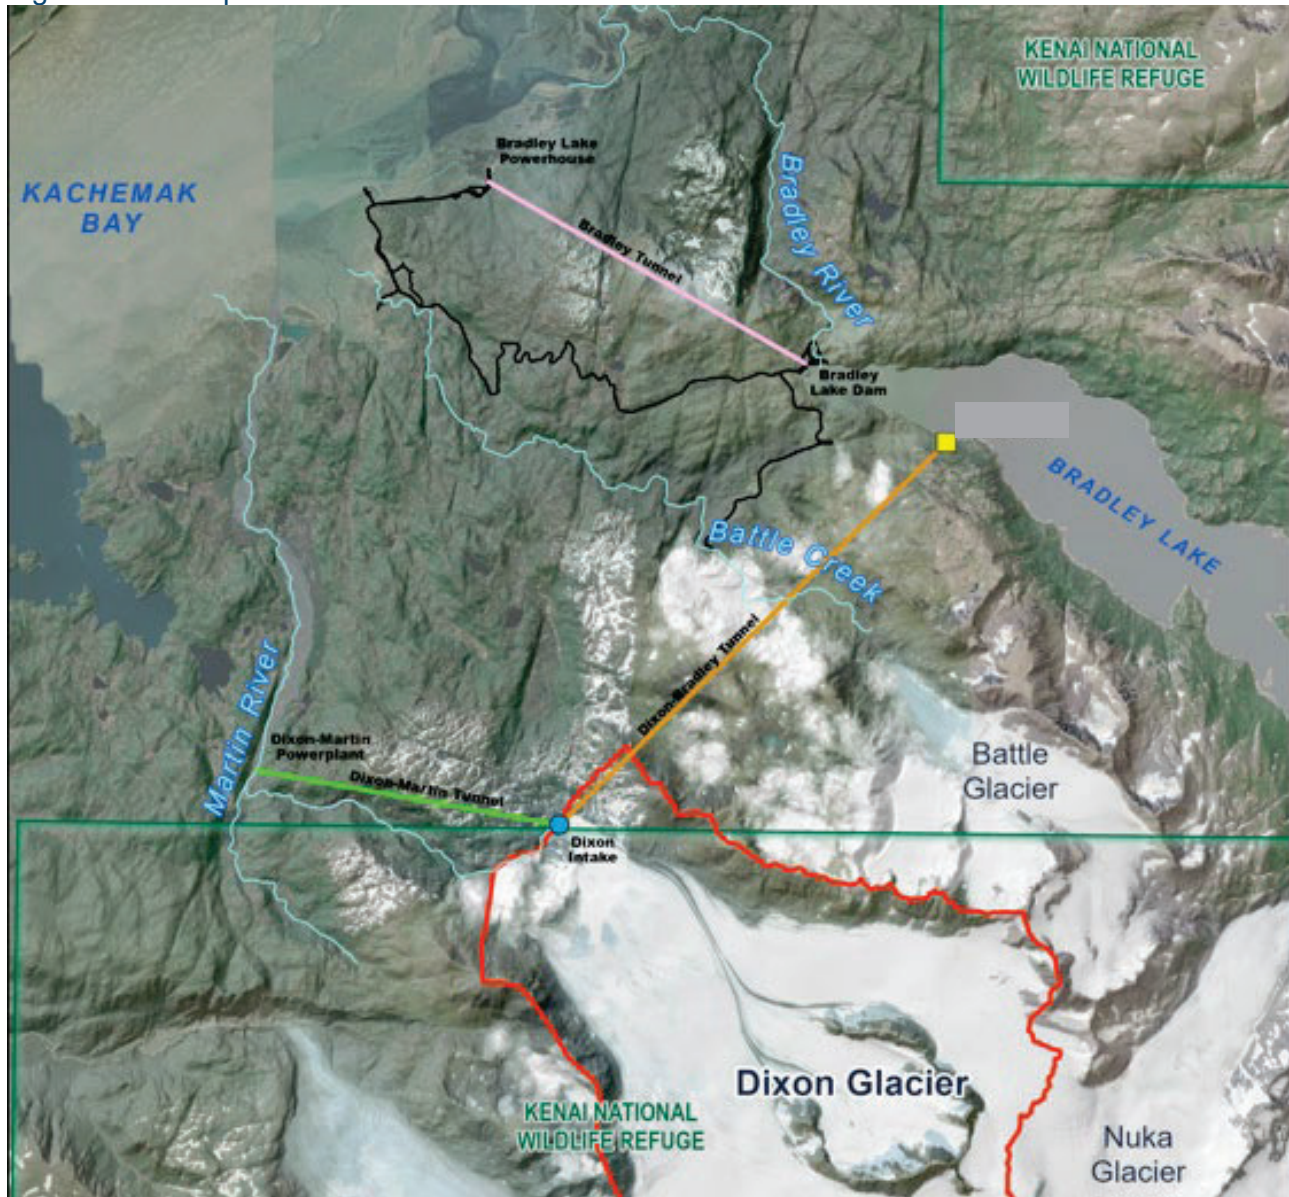 KENAI NATIONAL
WILDLIFE REFUGE
Bradley Lake
Powerhouse
KACHEMAK
BAY
Bradley River
Bradley Tunnel
Bradley
Lake Dam
BRADLEY LAKE
Battle Creek
Dixon-Bradley Tunnel
Martin River
Dixon-Martin
Powerplant
Dixon-Martin Tunnel
Battle
Glacier
Dixon
Intake
Dixon Glacier
KENAI NATIONAL
WILDLIFE REFUGE
Nuka
Glacier